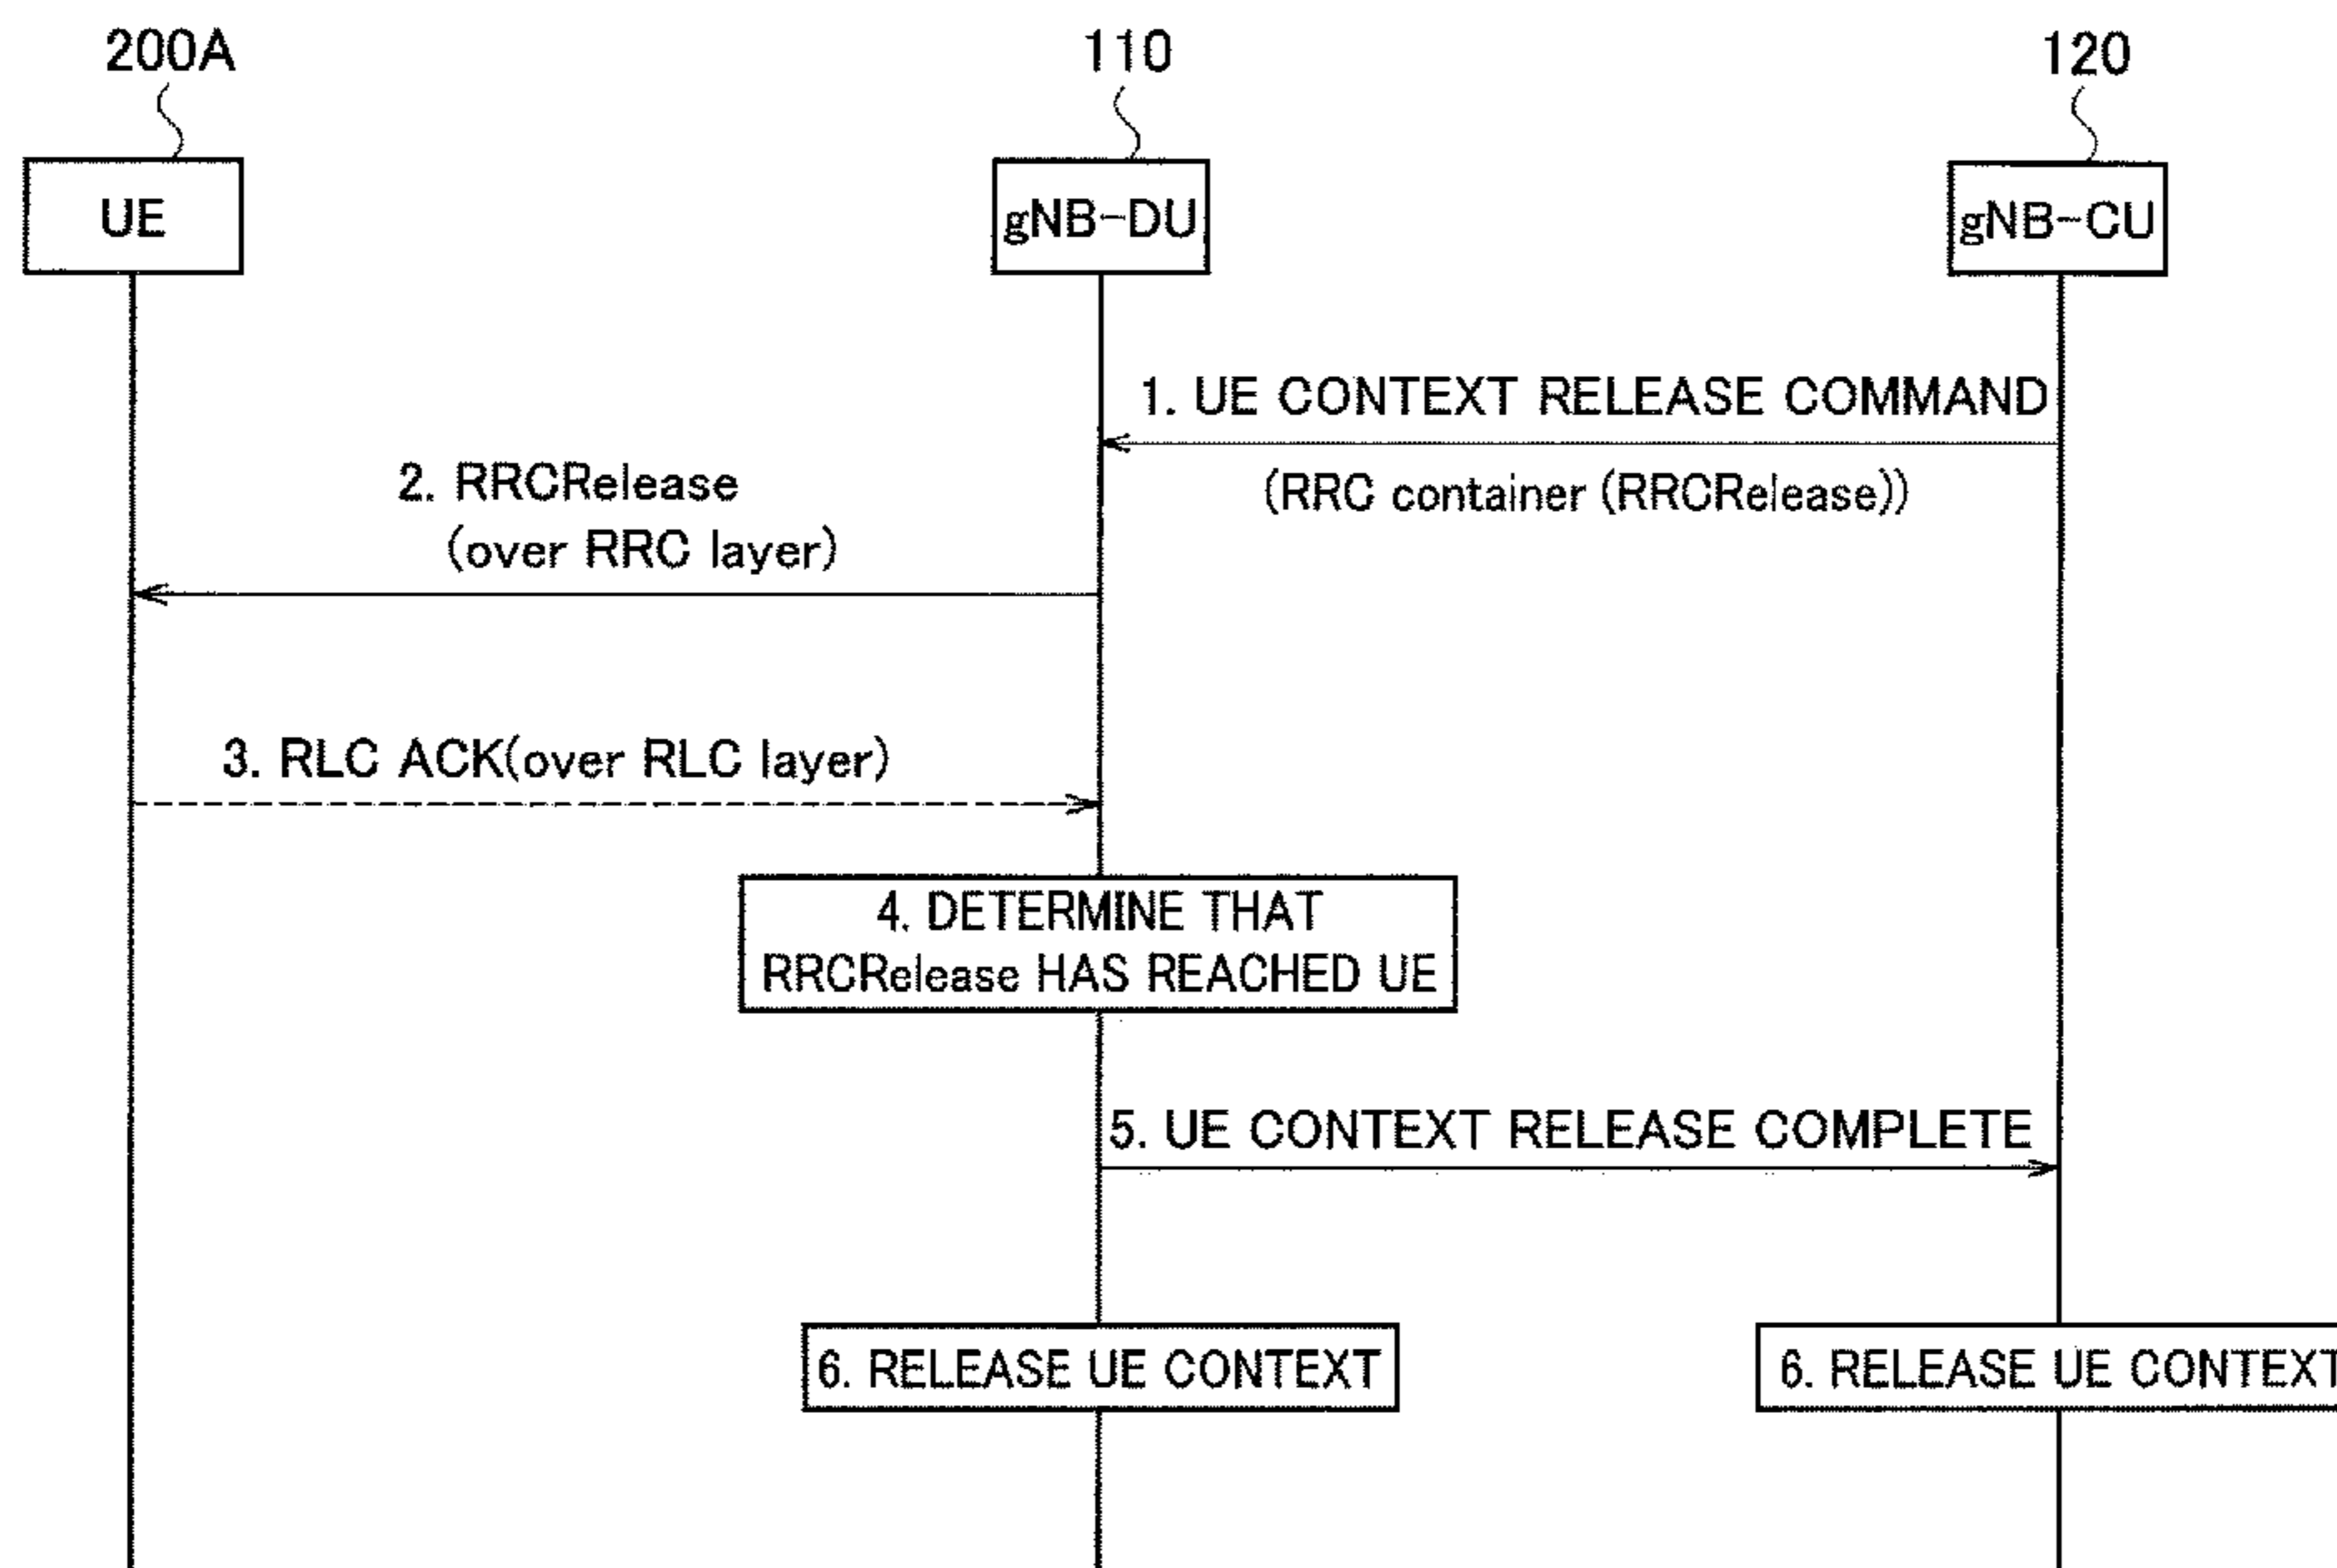 200A
110
120
UE
gNB-DU
gNB-CU
1. UE CONTEXT RELEASE COMMAND
(RRC container (RRCRelease))
2. RRCRelease
(over RRC layer)
3. RLC ACK(over RLC layer)
4. DETERMINE THAT
RRCRelease HAS REACHED UE
5. UE CONTEXT RELEASE COMPLETE
6. RELEASE UE CONTEXT
6. RELEASE UE CONTEXT